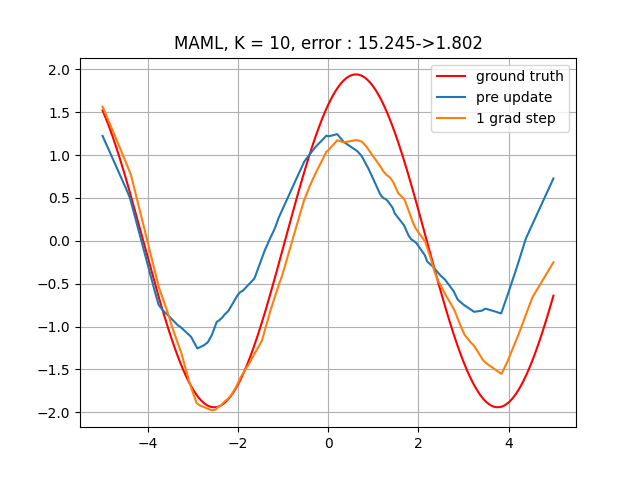 MAML, K = 10, error : 15.245->1.802
ground truth
pre update
1 grad step
2.0
1.5
1.0
0.5
0.0
−0.5
−1.0
−1.5
−2.0
−4 −2 0 2 4